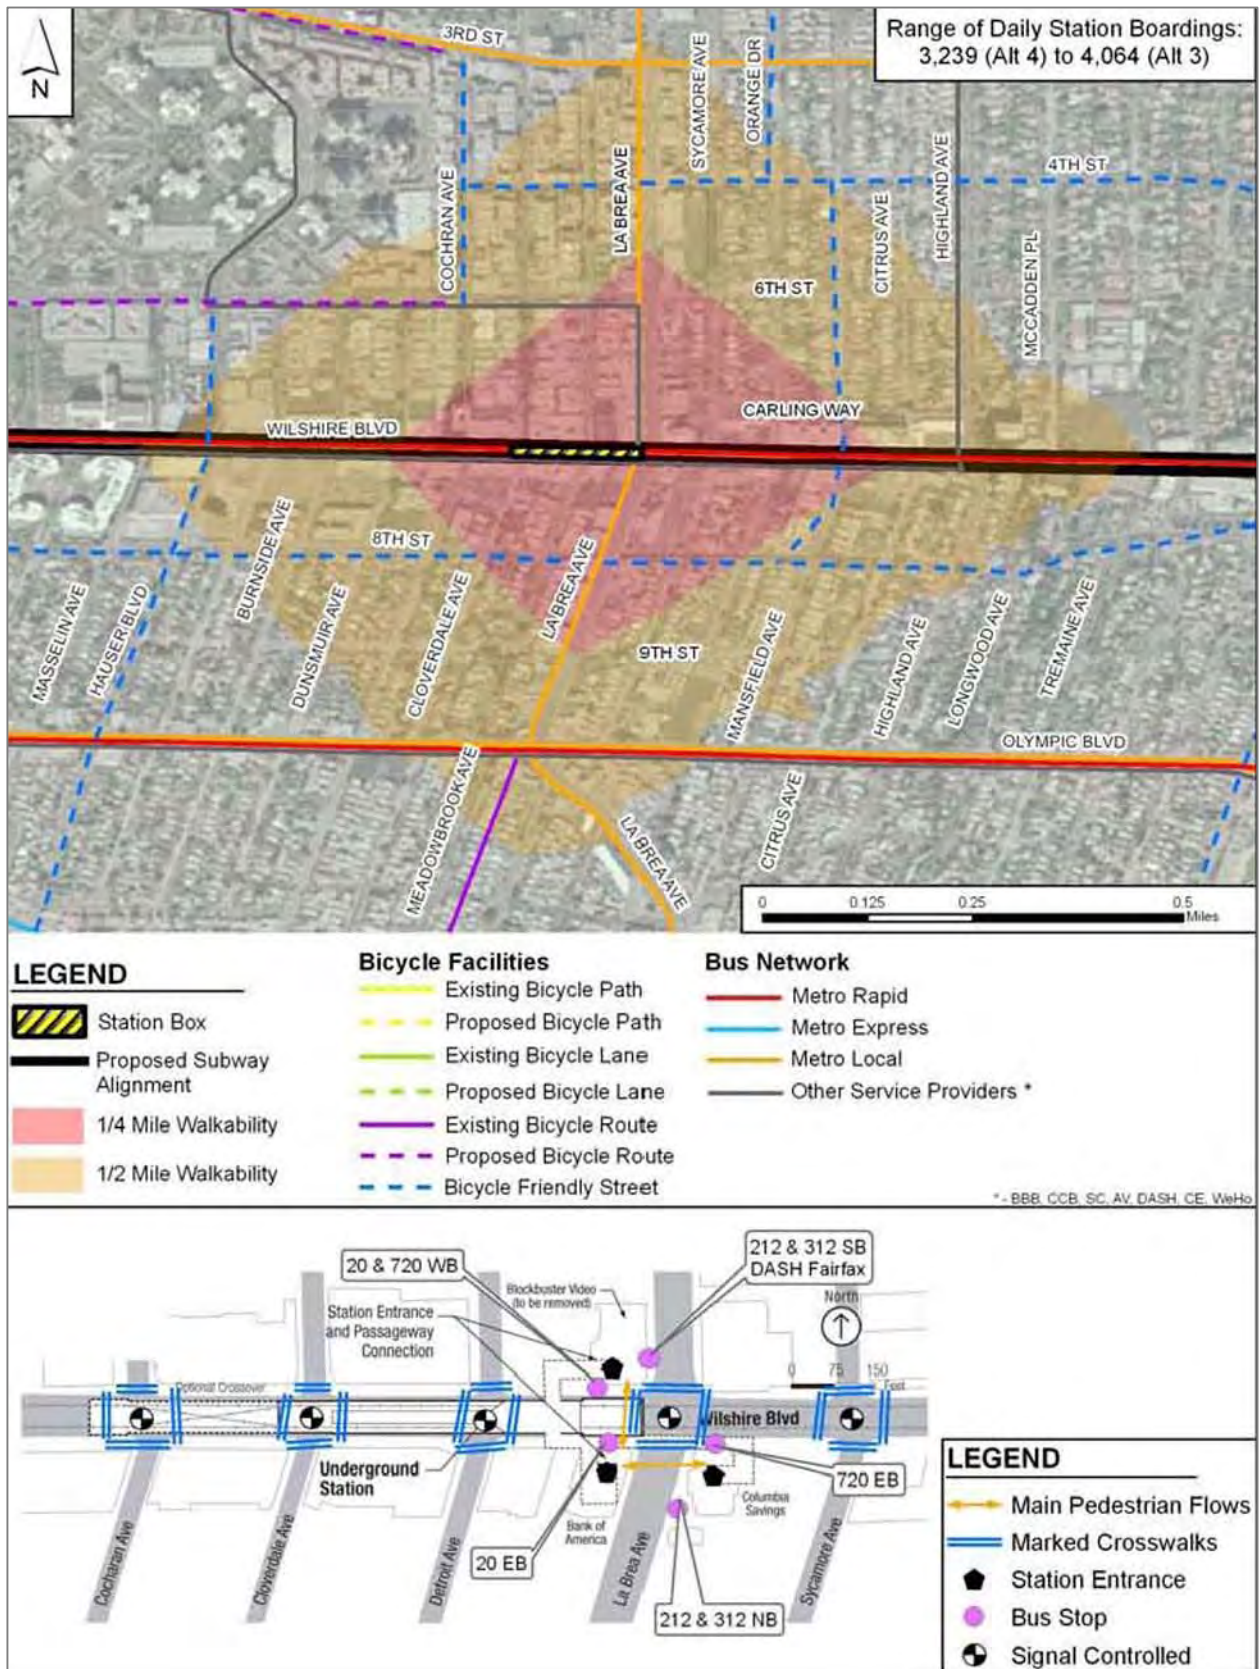 Range of Daily Station Boardings:
3,239 (Alt 4) to 4,064 (Alt 3)
N
3RD ST
SYCAMORE AVE
ORANGE DR
COCHRAN AVE
LA BREA AVE
4TH ST
CITRUS AVE
HIGHLAND AVE
MCCADDEN PL
6TH ST
CARLING WAY
WILSHIRE BLVD
8TH ST
MASSELIN AVE
HAUSER BLVD
BURNSIDE AVE
DUNSMUIR AVE
CLOVERDALE AVE
LA BREA AVE
9TH ST
MANSFIELD AVE
HIGHLAND AVE
LONGWOOD AVE
TREMAINE AVE
OLYMPIC BLVD
MEADOWBROOK AVE
LA BREA AVE
CITRUS AVE
0 0.125 0.25 0.5
Miles
LEGEND
Station Box
Proposed Subway
Alignment
1/4 Mile Walkability
1/2 Mile Walkability
Bicycle Facilities
Existing Bicycle Path
Proposed Bicycle Path
Existing Bicycle Lane
Proposed Bicycle Lane
Existing Bicycle Route
Proposed Bicycle Route
Bicycle Friendly Street
Bus Network
Metro Rapid
Metro Express
Metro Local
Other Service Providers *
* - BBB, CCB, SC, AV, DASH, CE, WeHo
20 & 720 WB
212 & 312 SB
DASH Fairfax
Blockbuster Video
(to be removed)
North
Station Entrance
and Passageway
Connection
0 75 150
Feet
Optional Crossover
Wilshire Blvd
Underground
Station
720 EB
Columbia
Savings
Bank of
America
20 EB
212 & 312 NB
Cocharan Ave
Cloverdale Ave
Detroit Ave
La Brea Ave
Sycamore Ave
LEGEND
Main Pedestrian Flows
Marked Crosswalks
Station Entrance
Bus Stop
Signal Controlled